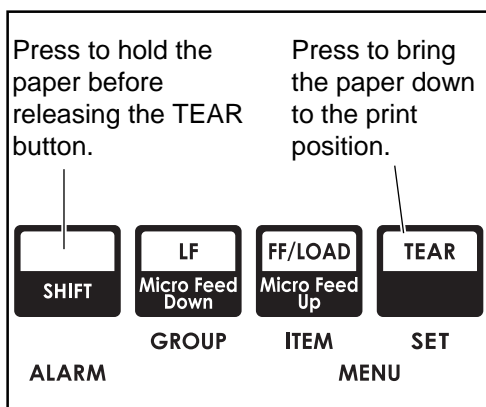 Press to hold the
paper before
releasing the TEAR
button.
Press to bring
the paper down
to the print
position.
SHIFT
LF
Micro Feed
Down
FF/LOAD
Micro Feed
Up
TEAR
GROUP ITEM SET
ALARM MENU